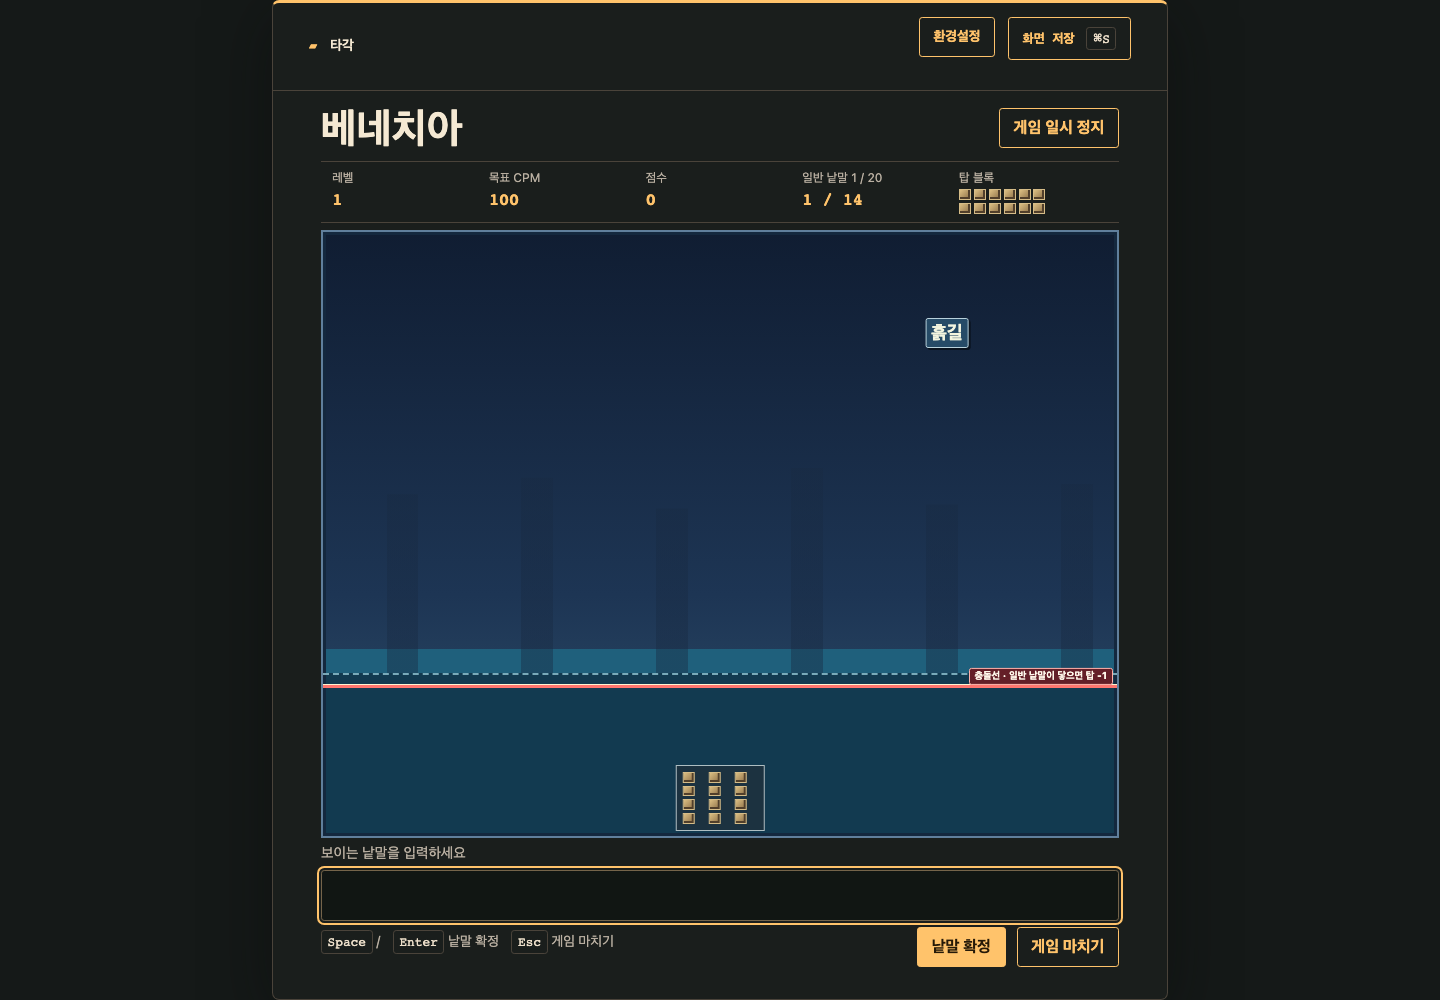 타각
환경설정
화면 저장 ⌘S
베네치아
게임 일시 정지
레벨
1
목표 CPM
100
점수
0
일반 낱말 1 / 20
1 / 14
탑 블록
흙길
충돌선 · 일반 낱말이 닿으면 탑 -1
보이는 낱말을 입력하세요
Space / Enter 낱말 확정 Esc 게임 마치기
낱말 확정
게임 마치기